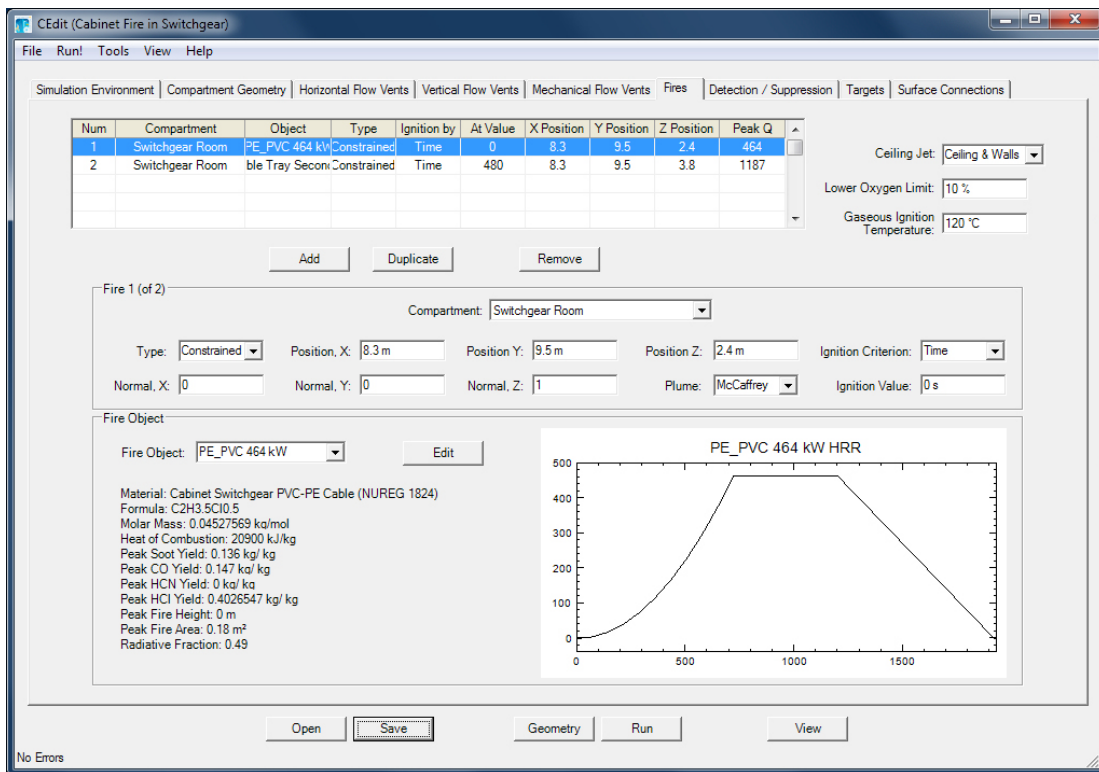 CEdit (Cabinet Fire in Switchgear)
File Run! Tools View Help
Simulation Environment Compartment Geometry Horizontal Flow Vents Vertical Flow Vents Mechanical Flow Vents Fires Detection / Suppression Targets Surface Connections
Num Compartment Object Type Ignition by At Value X Position Y Position Z Position Peak Q
1 Switchgear Room PE_PVC 464 kW Constrained Time 0 8.3 9.5 2.4 464
2 Switchgear Room ble Tray Secon Constrained Time 480 8.3 9.5 3.8 1187
Ceiling Jet: Ceiling & Walls
Lower Oxygen Limit: 10 %
Gaseous Ignition
Temperature: 120 °C
Add Duplicate Remove
Fire 1 (of 2)
Compartment: Switchgear Room
Type: Constrained Position, X: 8.3 m Position Y: 9.5 m Position Z: 2.4 m Ignition Criterion: Time
Normal, X: 0 Normal, Y: 0 Normal, Z: 1 Plume: McCaffrey Ignition Value: 0 s
Fire Object
Fire Object: PE_PVC 464 kW Edit
Material: Cabinet Switchgear PVC-PE Cable (NUREG 1824)
Formula: C2H3.5Cl0.5
Molar Mass: 0.04527569 kg/mol
Heat of Combustion: 20900 kJ/kg
Peak Soot Yield: 0.136 kg/ kg
Peak CO Yield: 0.147 kg/ kg
Peak HCN Yield: 0 kg/ kg
Peak HCl Yield: 0.4026547 kg/ kg
Peak Fire Height: 0 m
Peak Fire Area: 0.18 m²
Radiative Fraction: 0.49
PE_PVC 464 kW HRR
500
400
300
200
100
0
0 500 1000 1500
Open Save Geometry Run View
No Errors